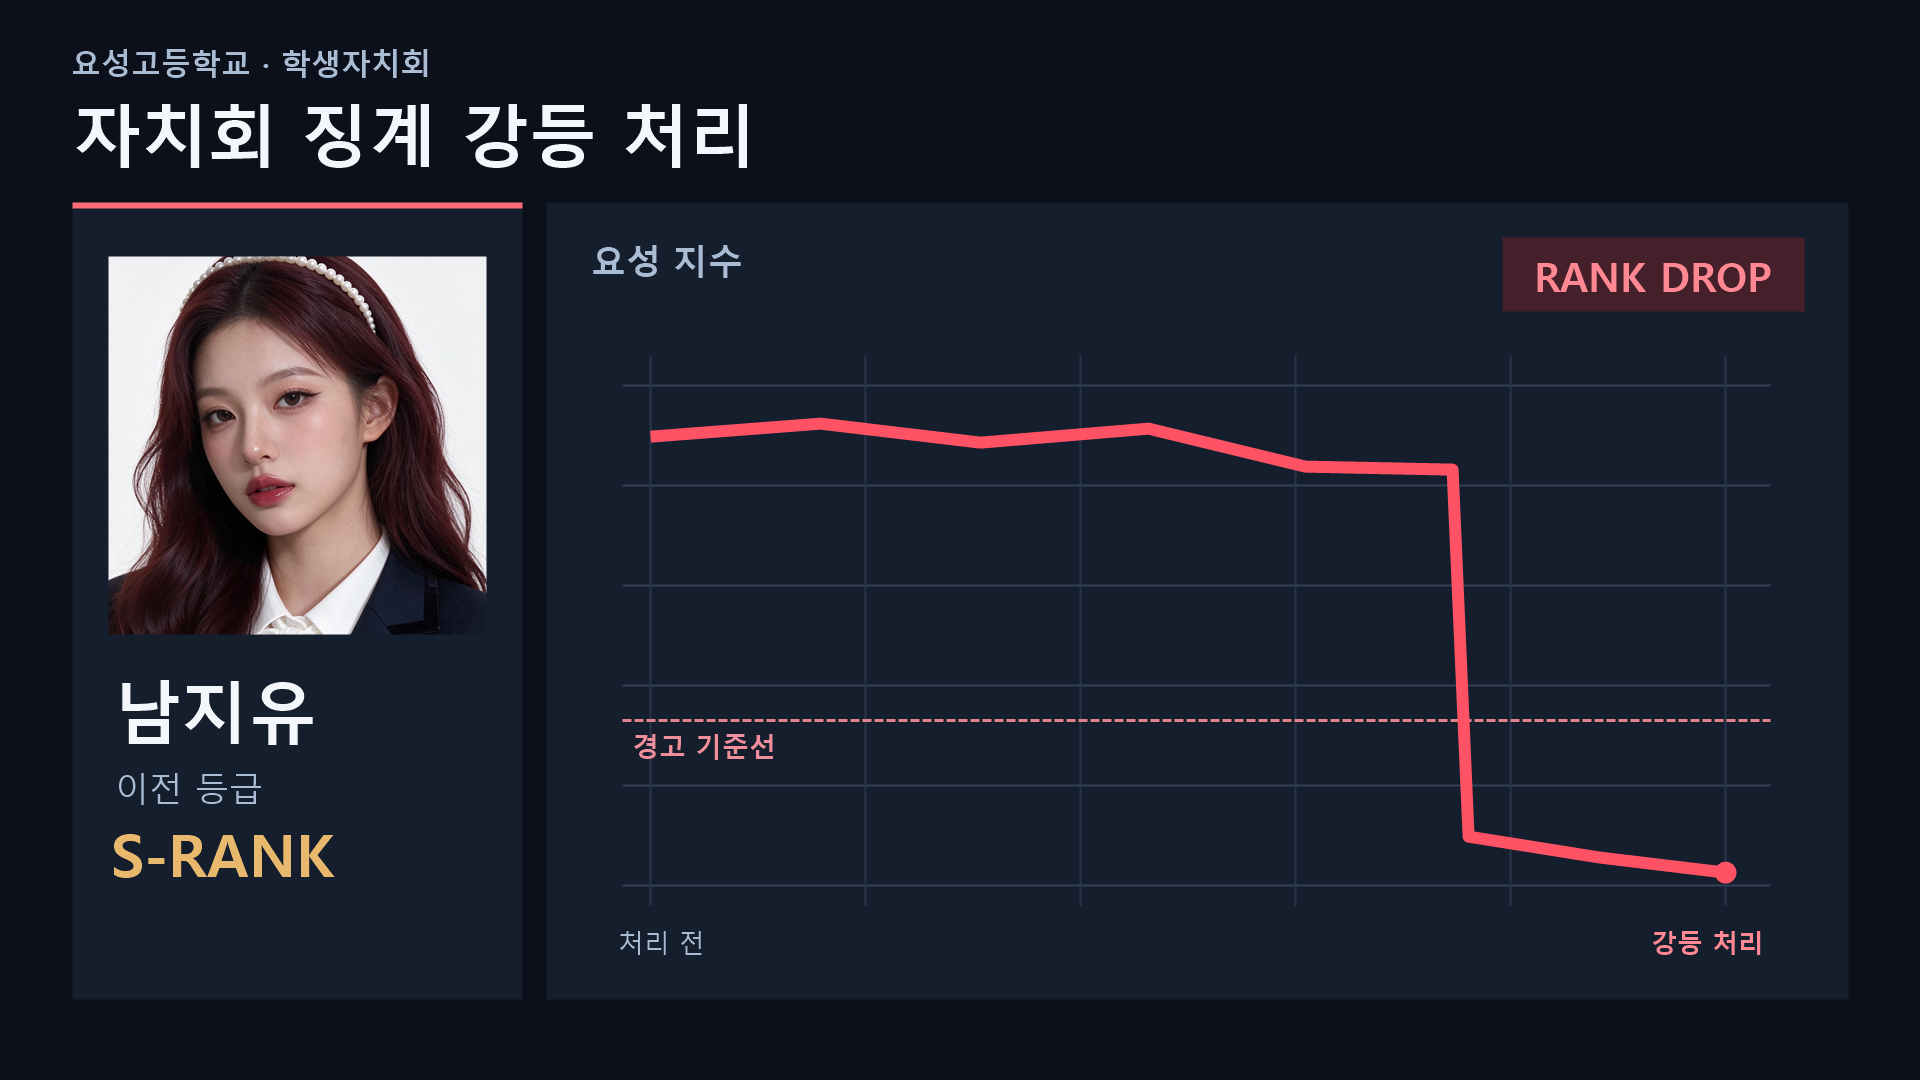 요성고등학교 · 학생자치회
자치회 징계 강등 처리
남지유
이전 등급
S-RANK
요성 지수
RANK DROP
경고 기준선
처리 전
강등 처리